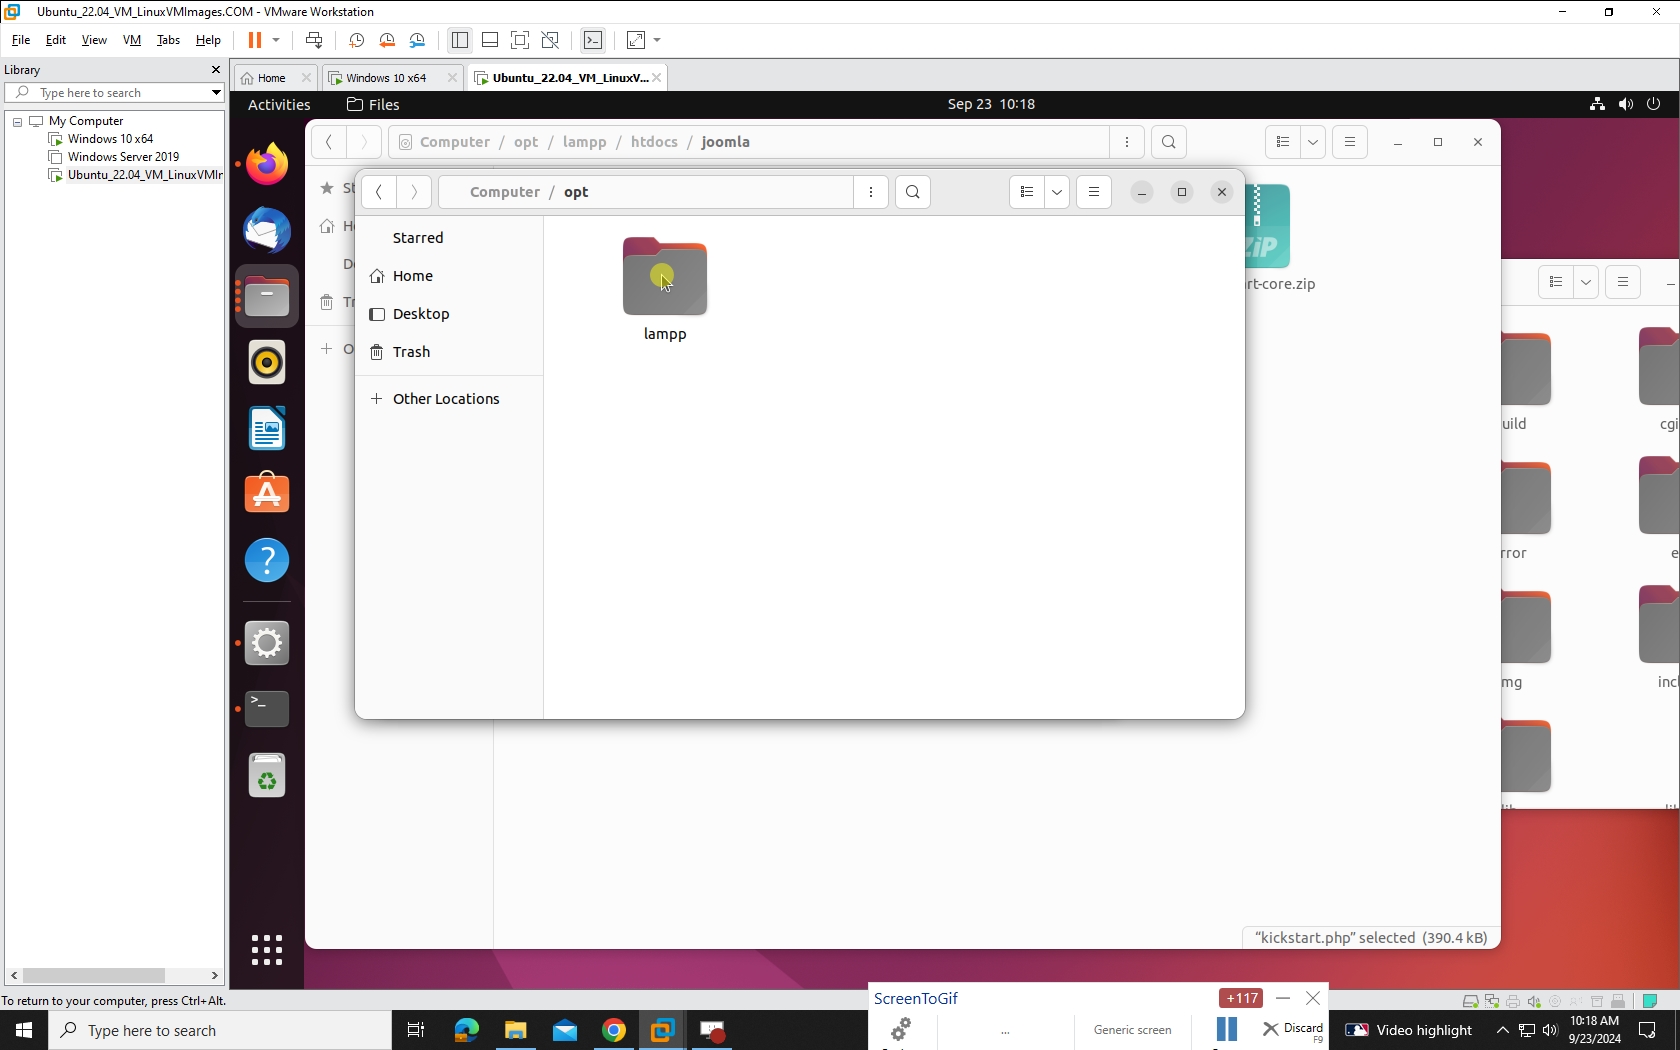 Ubuntu_22.04_VM_LinuxVMImages.COM - VMware Workstation
File Edit View VM Tabs Help
Library
Type here to search
My Computer
Windows 10 x64
Windows Server 2019
Ubuntu_22.04_VM_LinuxVMIr
Home
Windows 10 x64
Ubuntu_22.04_VM_LinuxV...
Activities
Files
Sep 23 10:18
Computer / opt / lampp / htdocs / joomla
St
H
D
Tr
O
Computer / opt
Starred
Home
Desktop
Trash
Other Locations
lampp
ZIP
rt-core.zip
uild
cgi
rror
e
mg
incl
"kickstart.php" selected (390.4 kB)
To return to your computer, press Ctrl+Alt.
ScreenToGif
+117
...
Generic screen
Discard
F9
Type here to search
Video highlight
10:18 AM
9/23/2024